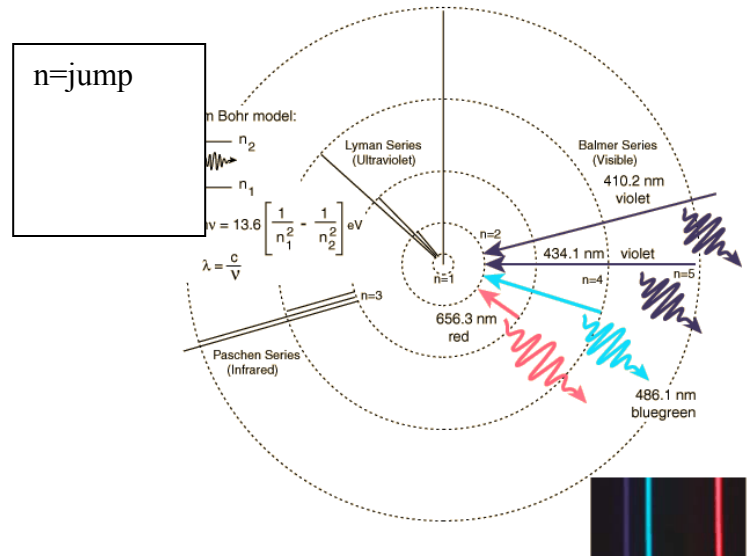 n=jump
m Bohr model:
n₂
n₁
hν = 13.6 [ 1/n₁² - 1/n₂² ] eV
λ = c/ν
Lyman Series
(Ultraviolet)
Balmer Series
(Visible)
410.2 nm
violet
n=2
434.1 nm violet
n=1
n=4
n=5
n=3
656.3 nm
red
Paschen Series
(Infrared)
486.1 nm
bluegreen